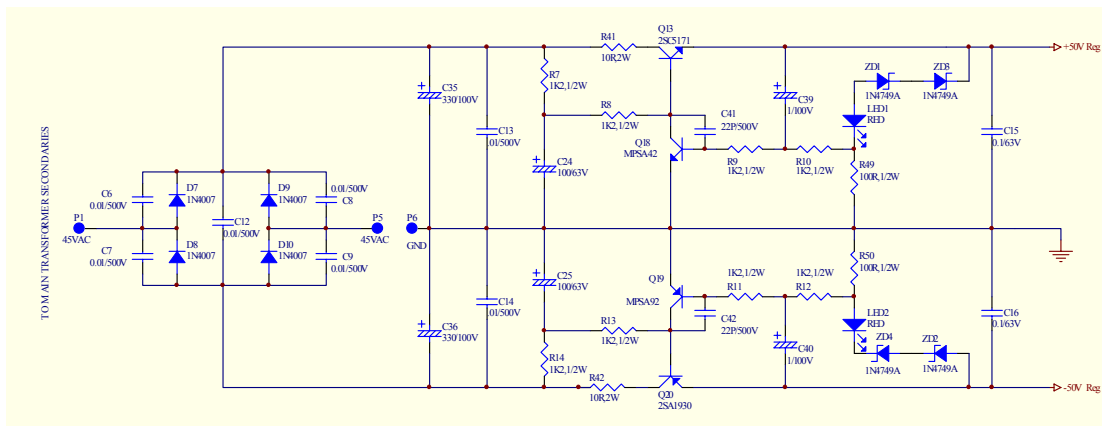 TO MAIN TRANSFORMER SECONDARIES
P1
45VAC
C6
0.01/500V
C7
0.01/500V
D7
1N4007
D8
1N4007
C12
0.01/500V
D9
1N4007
D10
1N4007
0.01/500V
C8
C9
0.01/500V
P5
45VAC
P6
GND
C35
330/100V
C36
330/100V
C13
.01/500V
C14
.01/500V
R7
1K2,1/2W
C24
100/63V
C25
100/63V
R14
1K2,1/2W
R41
10R,2W
R8
1K2,1/2W
R13
1K2,1/2W
R42
10R,2W
Q13
2SC5171
Q18
MPSA42
Q19
MPSA92
Q20
2SA1930
C41
22P/500V
R9
1K2,1/2W
R10
1K2,1/2W
C39
1/100V
1K2,1/2W
R11
1K2,1/2W
R12
C42
22P/500V
C40
1/100V
ZD1
1N4749A
ZD3
1N4749A
LED1
RED
R49
100R,1/2W
R50
100R,1/2W
LED2
RED
ZD4
1N4749A
ZD2
1N4749A
C15
0.1/63V
C16
0.1/63V
+50V Reg
-50V Reg